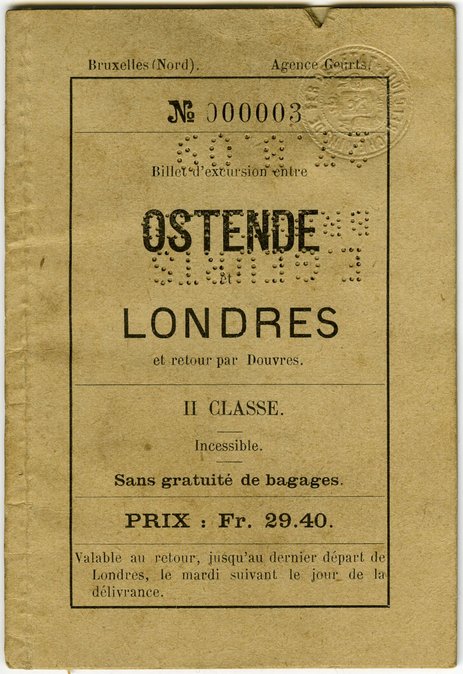 Bruxelles (Nord). Agence Geurts.
№ 000003
Billet d'excursion entre
OSTENDE
et
LONDRES
et retour par Douvres.
II CLASSE.
Incessible.
Sans gratuité de bagages.
PRIX : Fr. 29.40.
Valable au retour, jusqu'au dernier départ de
Londres, le mardi suivant le jour de la
délivrance.